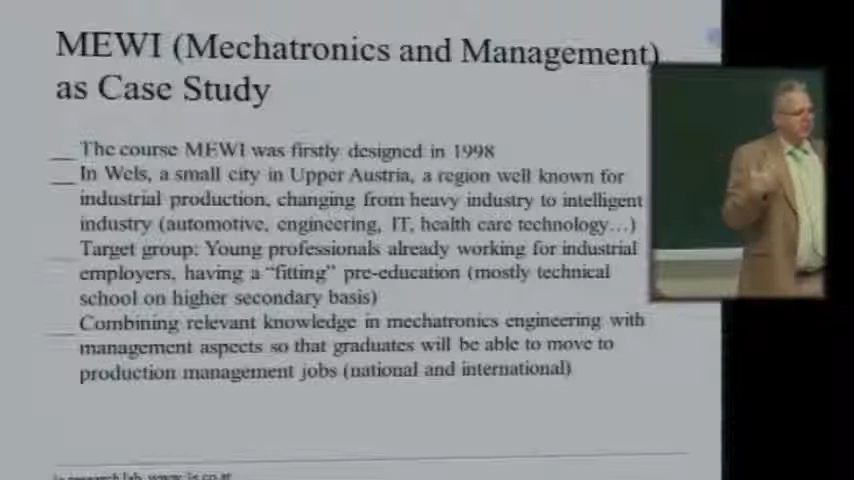 MEWI (Mechatronics and Management)
as Case Study
The course MEWI was firstly designed in 1998
In Wels, a small city in Upper Austria, a region well known for
industrial production, changing from heavy industry to intelligent
industry (automotive, engineering, IT, health care technology…)
Target group: Young professionals already working for industrial
employers, having a “fitting” pre-education (mostly technical
school on higher secondary basis)
Combining relevant knowledge in mechatronics engineering with
management aspects so that graduates will be able to move to
production management jobs (national and international)